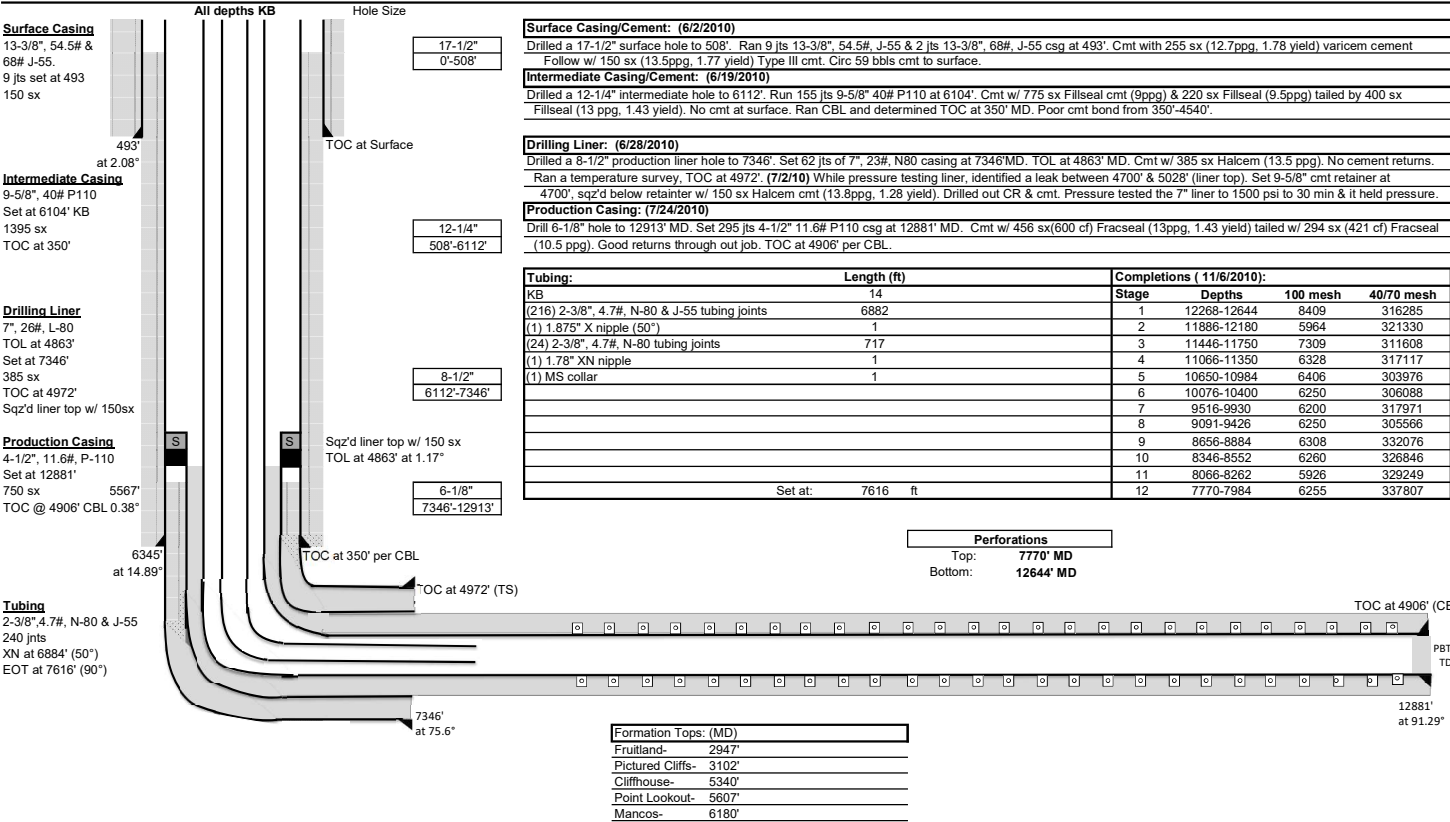 All depths KB
Hole Size
Surface Casing
13-3/8", 54.5# &
68# J-55.
9 jts set at 493
150 sx
17-1/2"
0'-508'
493'
at 2.08°
TOC at Surface
Intermediate Casing
9-5/8", 40# P110
Set at 6104' KB
1395 sx
TOC at 350'
12-1/4"
508'-6112'
Drilling Liner
7", 26#, L-80
TOL at 4863'
Set at 7346'
385 sx
TOC at 4972'
Sqz'd liner top w/ 150sx
8-1/2"
6112'-7346'
Production Casing
4-1/2", 11.6#, P-110
Set at 12881'
750 sx 5567'
TOC @ 4906' CBL 0.38°
S
S
Sqz'd liner top w/ 150 sx
TOL at 4863' at 1.17°
6-1/8"
7346'-12913'
6345'
at 14.89°
TOC at 350' per CBL
TOC at 4972' (TS)
Tubing
2-3/8",4.7#, N-80 & J-55
240 jnts
XN at 6884' (50°)
EOT at 7616' (90°)
7346'
at 75.6°
Surface Casing/Cement: (6/2/2010)
Drilled a 17-1/2" surface hole to 508'. Ran 9 jts 13-3/8", 54.5#, J-55 & 2 jts 13-3/8", 68#, J-55 csg at 493'. Cmt with 255 sx (12.7ppg, 1.78 yield) varicem cement
Follow w/ 150 sx (13.5ppg, 1.77 yield) Type III cmt. Circ 59 bbls cmt to surface.
Intermediate Casing/Cement: (6/19/2010)
Drilled a 12-1/4" intermediate hole to 6112'. Run 155 jts 9-5/8" 40# P110 at 6104'. Cmt w/ 775 sx Fillseal cmt (9ppg) & 220 sx Fillseal (9.5ppg) tailed by 400 sx
Fillseal (13 ppg, 1.43 yield). No cmt at surface. Ran CBL and determined TOC at 350' MD. Poor cmt bond from 350'-4540'.
Drilling Liner: (6/28/2010)
Drilled a 8-1/2" production liner hole to 7346'. Set 62 jts of 7", 23#, N80 casing at 7346'MD. TOL at 4863' MD. Cmt w/ 385 sx Halcem (13.5 ppg). No cement returns.
Ran a temperature survey, TOC at 4972'. (7/2/10) While pressure testing liner, identified a leak between 4700' & 5028' (liner top). Set 9-5/8" cmt retainer at
4700', sqz'd below retainter w/ 150 sx Halcem cmt (13.8ppg, 1.28 yield). Drilled out CR & cmt. Pressure tested the 7" liner to 1500 psi to 30 min & it held pressure.
Production Casing: (7/24/2010)
Drill 6-1/8" hole to 12913' MD. Set 295 jts 4-1/2" 11.6# P110 csg at 12881' MD. Cmt w/ 456 sx(600 cf) Fracseal (13ppg, 1.43 yield) tailed w/ 294 sx (421 cf) Fracseal
(10.5 ppg). Good returns through out job. TOC at 4906' per CBL.
Tubing: Length (ft)
KB 14
(216) 2-3/8", 4.7#, N-80 & J-55 tubing joints 6882
(1) 1.875" X nipple (50°) 1
(24) 2-3/8", 4.7#, N-80 tubing joints 717
(1) 1.78" XN nipple 1
(1) MS collar 1
Set at: 7616 ft
Completions ( 11/6/2010):
Stage Depths 100 mesh 40/70 mesh
1 12268-12644 8409 316285
2 11886-12180 5964 321330
3 11446-11750 7309 311608
4 11066-11350 6328 317117
5 10650-10984 6406 303976
6 10076-10400 6250 306088
7 9516-9930 6200 317971
8 9091-9426 6250 305566
9 8656-8884 6308 332076
10 8346-8552 6260 326846
11 8066-8262 5926 329249
12 7770-7984 6255 337807
Perforations
Top: 7770' MD
Bottom: 12644' MD
TOC at 4906' (CB
PBT
TD
12881'
at 91.29°
Formation Tops: (MD)
Fruitland- 2947'
Pictured Cliffs- 3102'
Cliffhouse- 5340'
Point Lookout- 5607'
Mancos- 6180'